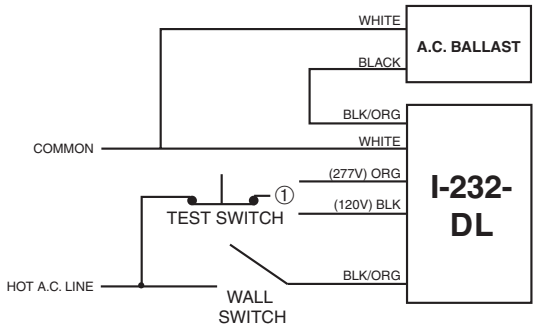 WHITE
A.C. BALLAST
BLACK
BLK/ORG
COMMON
WHITE
(277V) ORG
①
TEST SWITCH
(120V) BLK
I-232-
DL
HOT A.C. LINE
BLK/ORG
WALL
SWITCH